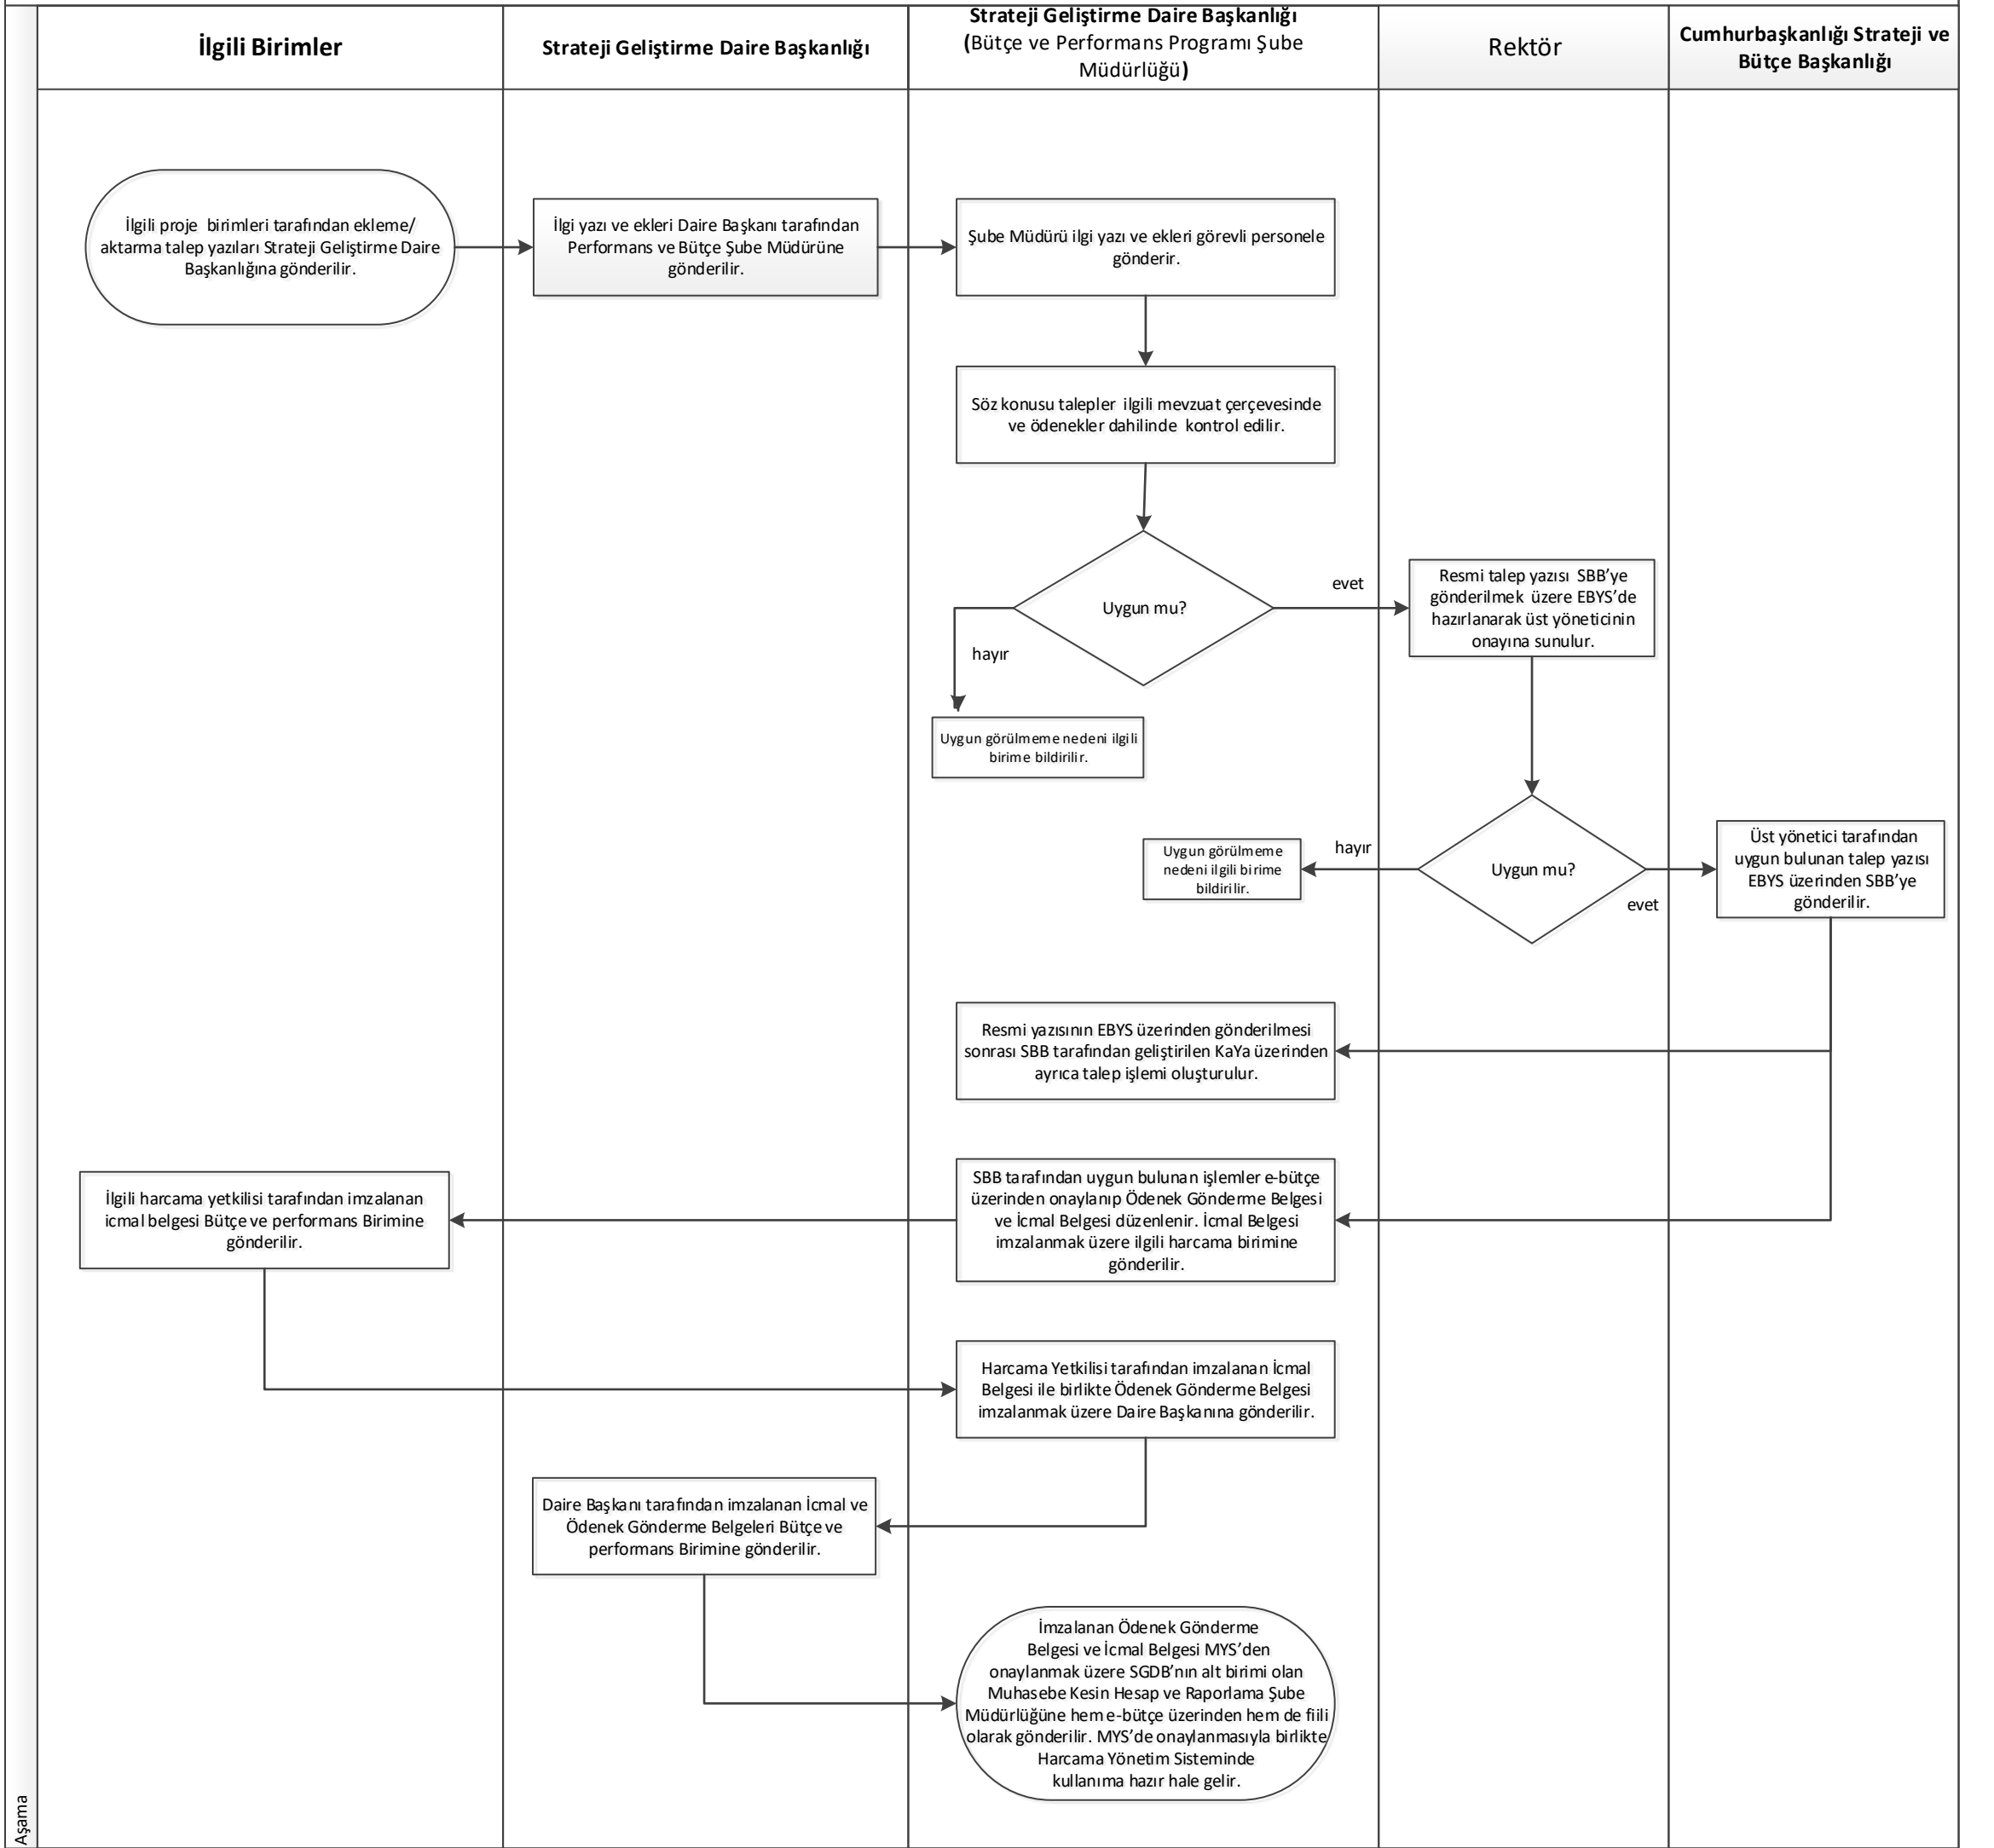 İlgili Birimler
Strateji Geliştirme Daire Başkanlığı
Strateji Geliştirme Daire Başkanlığı
(Bütçe ve Performans Programı Şube
Müdürlüğü)
Rektör
Cumhurbaşkanlığı Strateji ve
Bütçe Başkanlığı
İlgili proje birimleri tarafından ekleme/
aktarma talep yazıları Strateji Geliştirme Daire
Başkanlığına gönderilir.
İlgi yazı ve ekleri Daire Başkanı tarafından
Performans ve Bütçe Şube Müdürüne
gönderilir.
Şube Müdürü ilgi yazı ve ekleri görevli personele
gönderir.
Söz konusu talepler ilgili mevzuat çerçevesinde
ve ödenekler dahilinde kontrol edilir.
Uygun mu?
evet
hayır
Resmi talep yazısı SBB’ye
gönderilmek üzere EBYS’de
hazırlanarak üst yöneticinin
onayına sunulur.
Uygun görülmeme nedeni ilgili
birime bildirilir.
Uygun mu?
hayır
evet
Uygun görülmeme
nedeni ilgili birime
bildirilir.
Üst yönetici tarafından
uygun bulunan talep yazısı
EBYS üzerinden SBB’ye
gönderilir.
Resmi yazısının EBYS üzerinden gönderilmesi
sonrası SBB tarafından geliştirilen KaYa üzerinden
ayrıca talep işlemi oluşturulur.
SBB tarafından uygun bulunan işlemler e-bütçe
üzerinden onaylanıp Ödenek Gönderme Belgesi
ve İcmal Belgesi düzenlenir. İcmal Belgesi
imzalanmak üzere ilgili harcama birimine
gönderilir.
İlgili harcama yetkilisi tarafından imzalanan
icmal belgesi Bütçe ve performans Birimine
gönderilir.
Harcama Yetkilisi tarafından imzalanan İcmal
Belgesi ile birlikte Ödenek Gönderme Belgesi
imzalanmak üzere Daire Başkanına gönderilir.
Daire Başkanı tarafından imzalanan İcmal ve
Ödenek Gönderme Belgeleri Bütçe ve
performans Birimine gönderilir.
İmzalanan Ödenek Gönderme
Belgesi ve İcmal Belgesi MYS’den
onaylanmak üzere SGDB’nın alt birimi olan
Muhasebe Kesin Hesap ve Raporlama Şube
Müdürlüğüne hem e-bütçe üzerinden hem de fiili
olarak gönderilir. MYS’de onaylanmasıyla birlikte
Harcama Yönetim Sisteminde
kullanıma hazır hale gelir.
Aşama